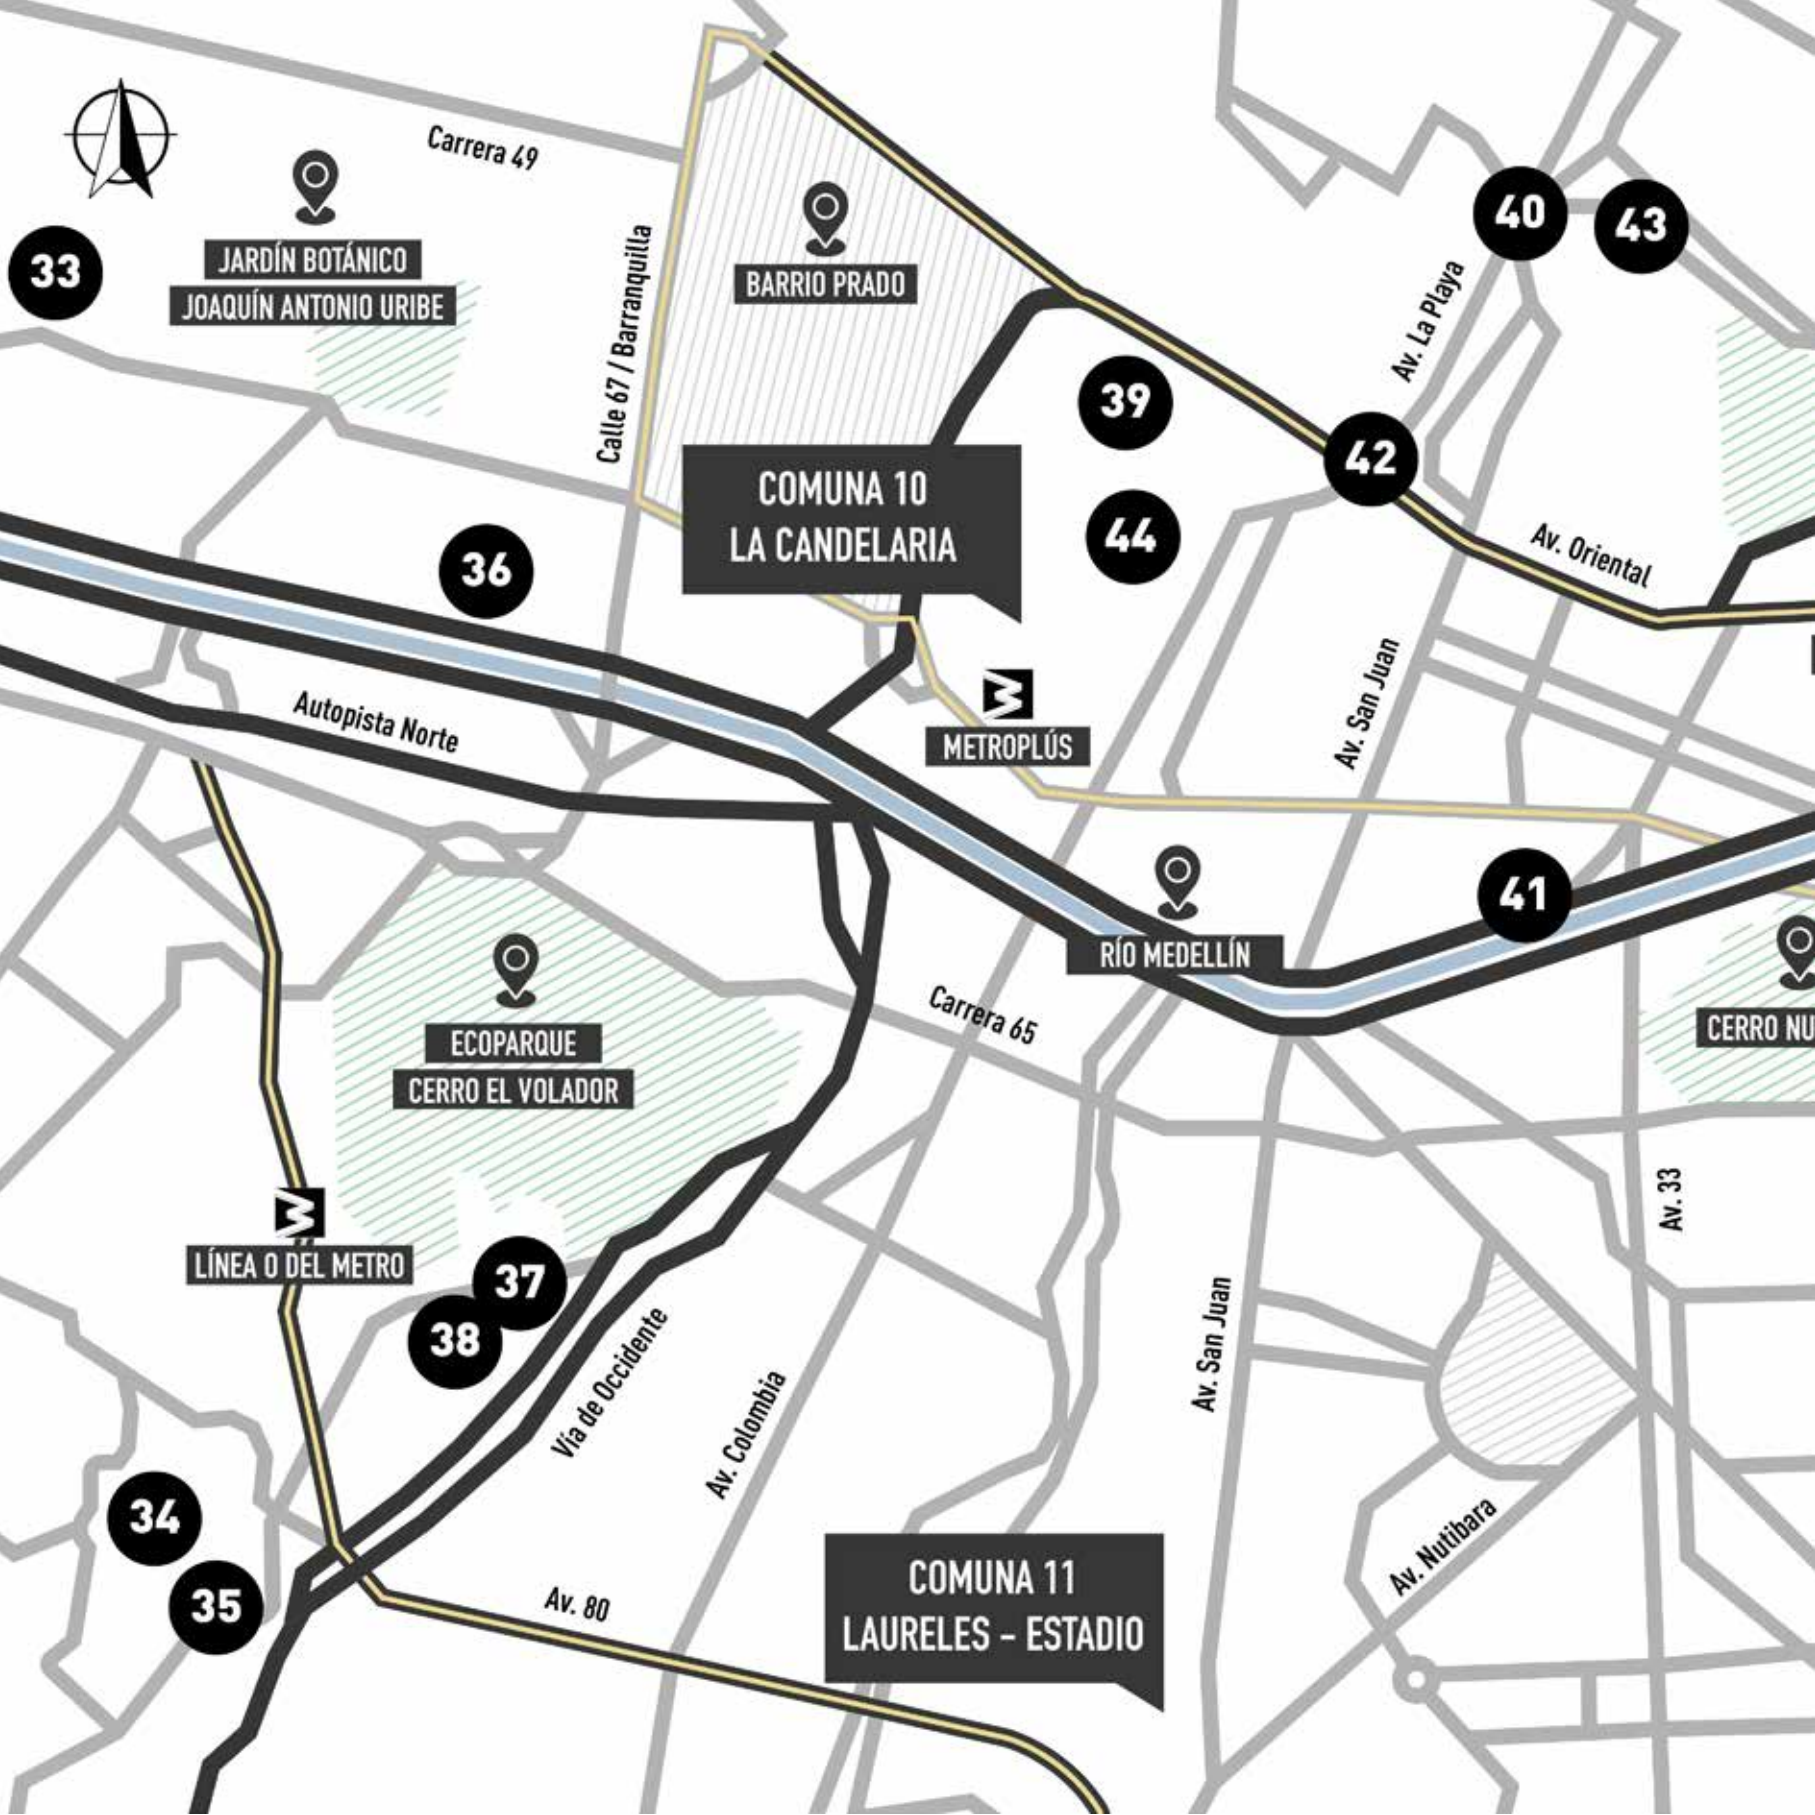 Carrera 49
40
43
33
JARDÍN BOTÁNICO
JOAQUÍN ANTONIO URIBE
BARRIO PRADO
Calle 67 / Barranquilla
Av. La Playa
39
42
COMUNA 10
LA CANDELARIA
44
36
Av. Oriental
Autopista Norte
METROPLÚS
Av. San Juan
41
RÍO MEDELLÍN
ECOPARQUE
CERRO EL VOLADOR
Carrera 65
CERRO NU
Av. 33
LÍNEA O DEL METRO
37
38
Vía de Occidente
Av. Colombia
Av. San Juan
34
35
Av. 80
COMUNA 11
LAURELES - ESTADIO
Av. Nutibara